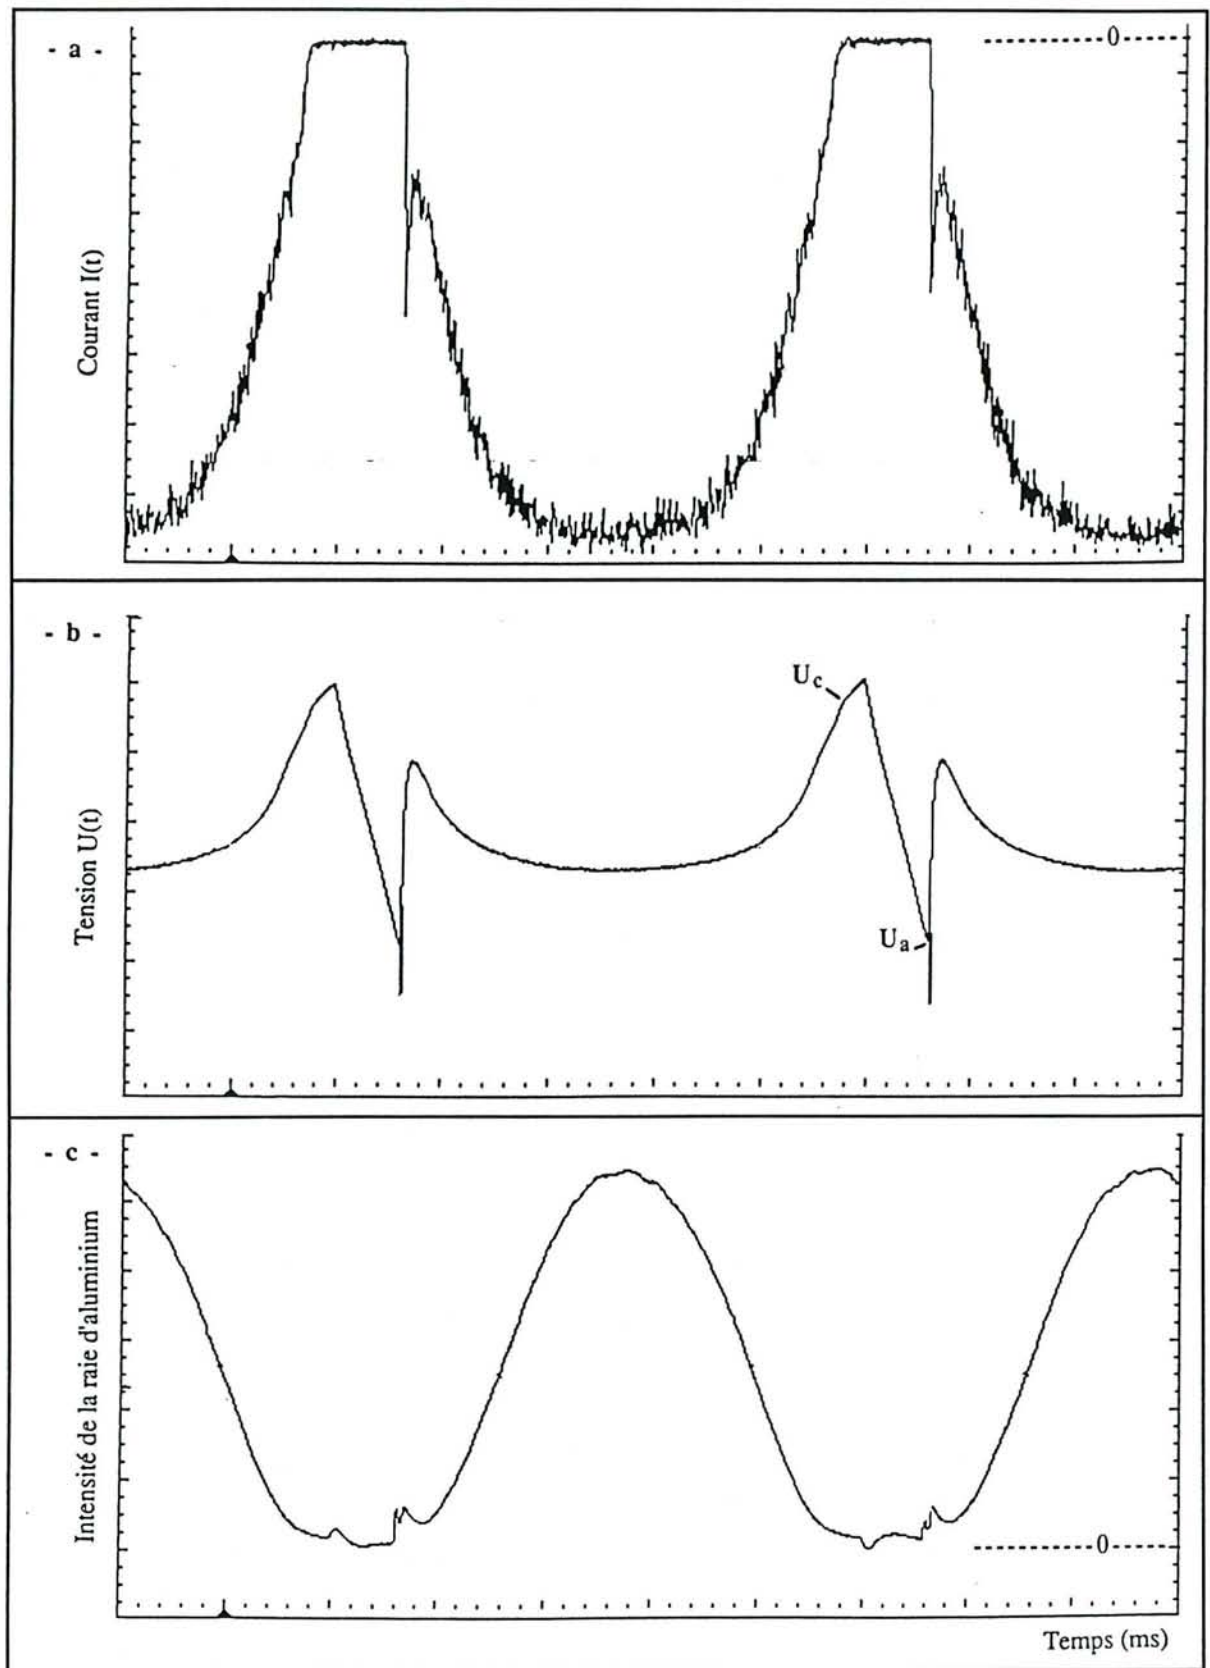 - a -
0
Courant I(t)
- b -
Uc
Ua
Tension U(t)
- c -
Intensité de la raie d'aluminium
0
Temps (ms)